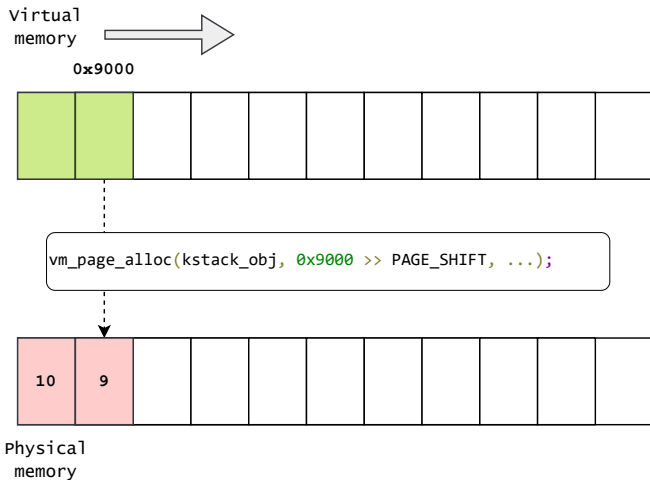 Virtual
memory
0x9000
vm_page_alloc(kstack_obj, 0x9000 >> PAGE_SHIFT, ...);
10 9
Physical
memory